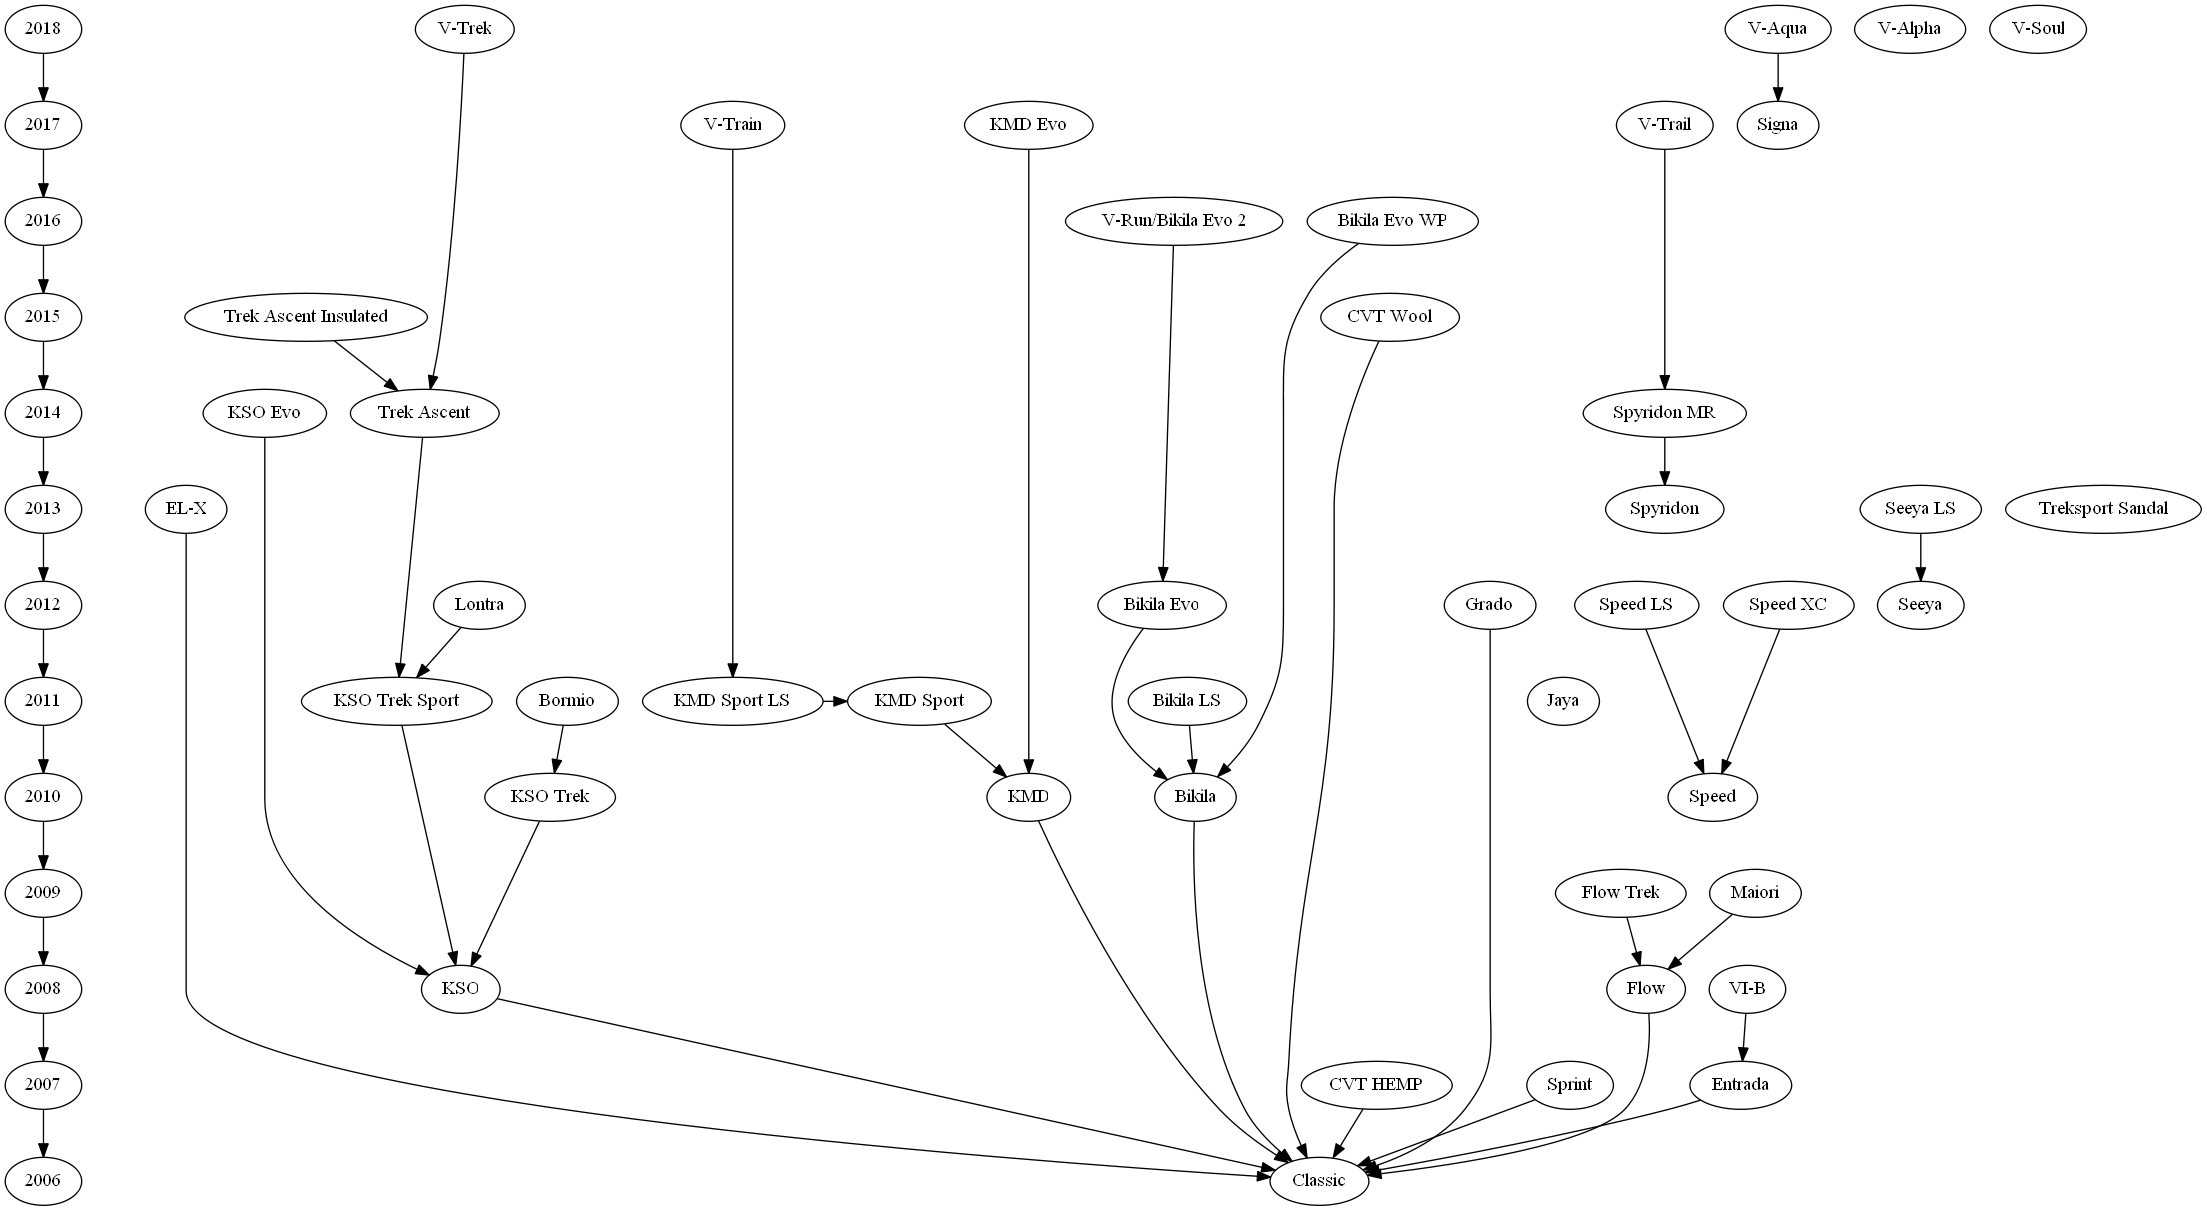 2018
V-Trek
V-Aqua
V-Alpha
V-Soul
2017
V-Train
KMD Evo
V-Trail
Signa
2016
V-Run/Bikila Evo 2
Bikila Evo WP
2015
Trek Ascent Insulated
CVT Wool
2014
KSO Evo
Trek Ascent
Spyridon MR
2013
EL-X
Spyridon
Seeya LS
Treksport Sandal
2012
Lontra
Bikila Evo
Grado
Speed LS
Speed XC
Seeya
2011
KSO Trek Sport
Bormio
KMD Sport LS
KMD Sport
Bikila LS
Jaya
2010
KSO Trek
KMD
Bikila
Speed
2009
Flow Trek
Maiori
2008
KSO
Flow
VI-B
2007
CVT HEMP
Sprint
Entrada
2006
Classic